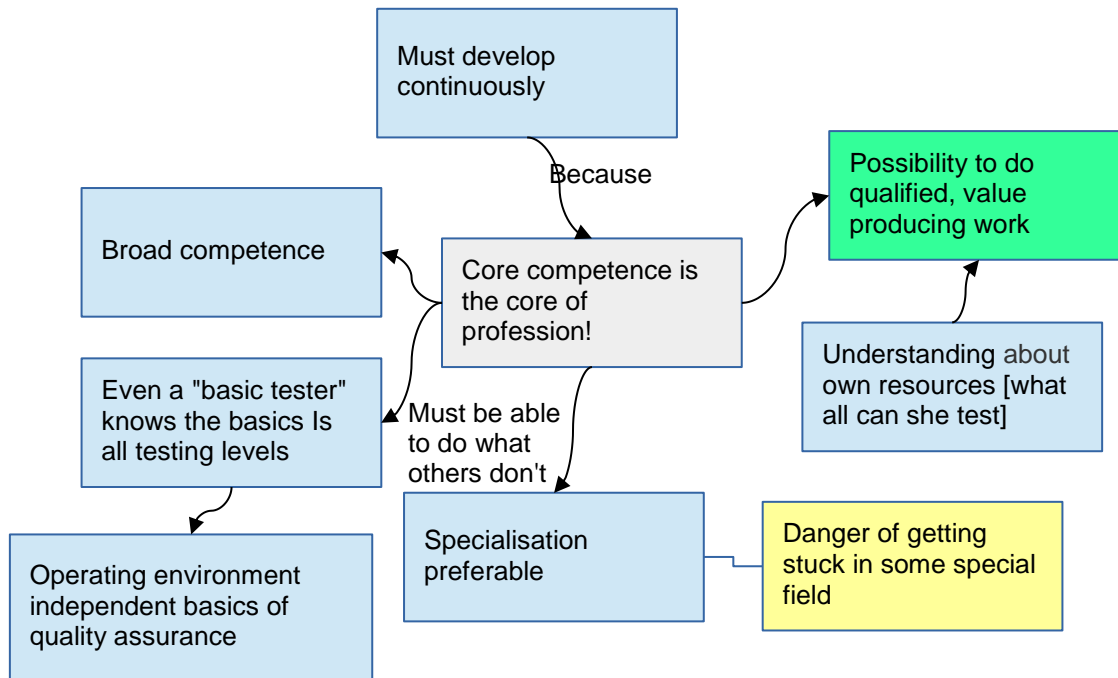 Must develop
continuously
Because
Possibility to do
qualified, value
producing work
Broad competence
Core competence is
the core of
profession!
Understanding about
own resources [what
all can she test]
Even a "basic tester"
knows the basics Is
all testing levels
Must be able
to do what
others don't
Specialisation
preferable
Danger of getting
stuck in some special
field
Operating environment
independent basics of
quality assurance